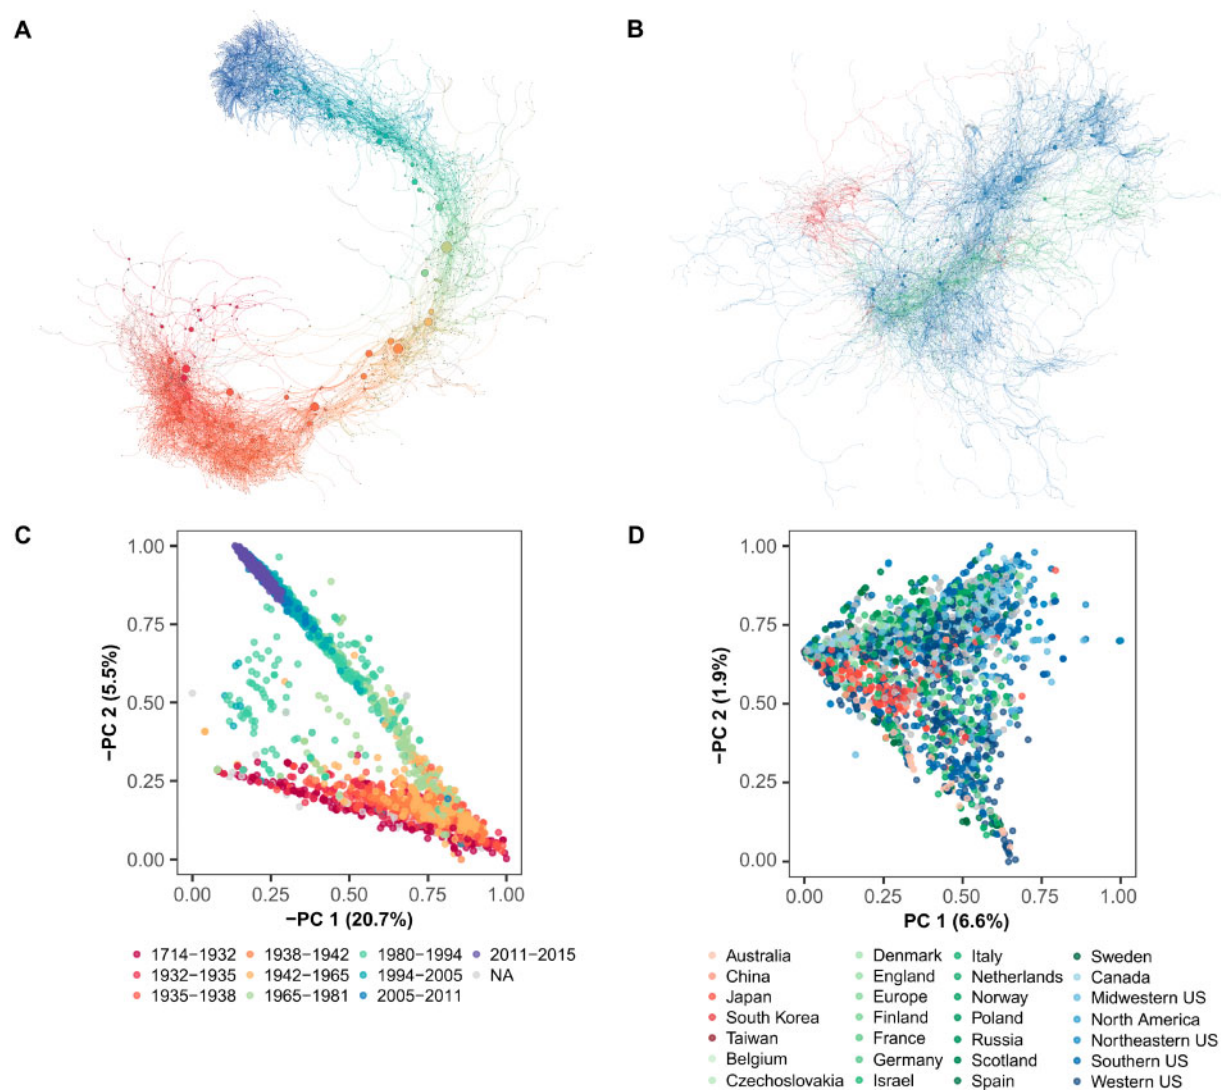 A
B
C
D
1.00
0.75
0.50
0.25
0.00
−PC 2 (5.5%)
0.00 0.25 0.50 0.75 1.00
−PC 1 (20.7%)
1714−1932 1938−1942 1980−1994 2011−2015
1932−1935 1942−1965 1994−2005 NA
1935−1938 1965−1981 2005−2011
1.00
0.75
0.50
0.25
0.00
−PC 2 (1.9%)
0.00 0.25 0.50 0.75 1.00
PC 1 (6.6%)
Australia Denmark Italy Sweden
China England Netherlands Canada
Japan Europe Norway Midwestern US
South Korea Finland Poland North America
Taiwan France Russia Northeastern US
Belgium Germany Scotland Southern US
Czechoslovakia Israel Spain Western US